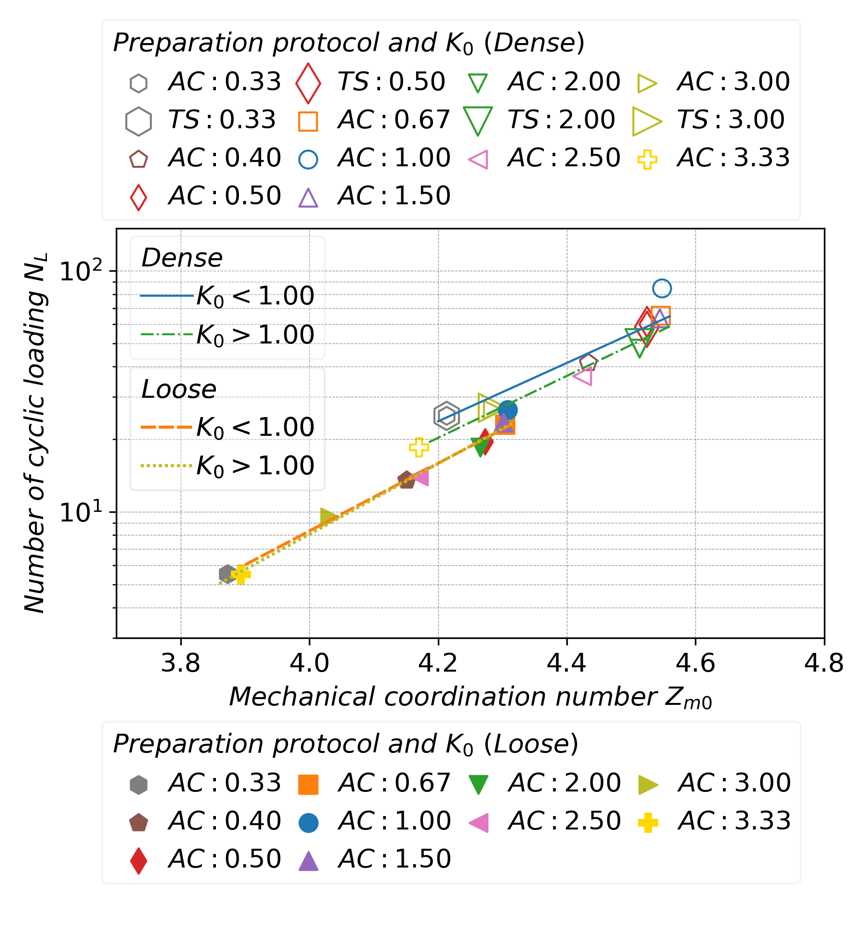 Preparation protocol and K0 (Dense)
AC : 0.33 TS : 0.50 AC : 2.00 AC : 3.00
TS : 0.33 AC : 0.67 TS : 2.00 TS : 3.00
AC : 0.40 AC : 1.00 AC : 2.50 AC : 3.33
AC : 0.50 AC : 1.50
Number of cyclic loading NL
10²
10¹
Dense
K0 < 1.00
K0 > 1.00
Loose
K0 < 1.00
K0 > 1.00
3.8 4.0 4.2 4.4 4.6 4.8
Mechanical coordination number Zm0
Preparation protocol and K0 (Loose)
AC : 0.33 AC : 0.67 AC : 2.00 AC : 3.00
AC : 0.40 AC : 1.00 AC : 2.50 AC : 3.33
AC : 0.50 AC : 1.50